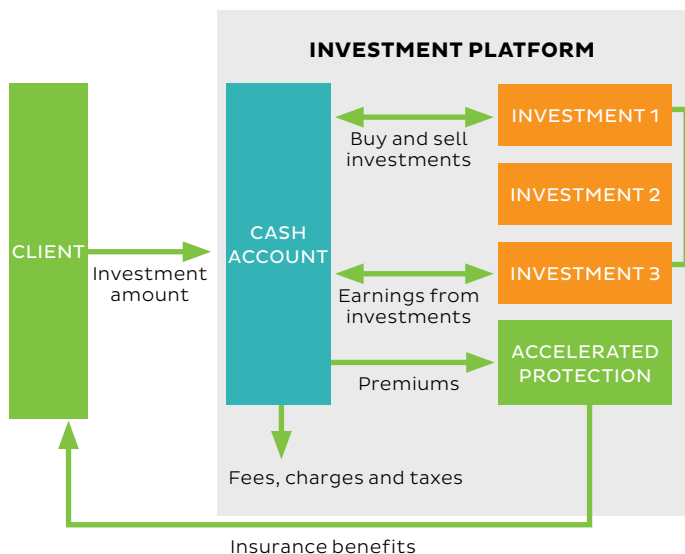 INVESTMENT PLATFORM
CLIENT
Investment
amount
CASH
ACCOUNT
Buy and sell
investments
Earnings from
investments
Premiums
Fees, charges and taxes
INVESTMENT 1
INVESTMENT 2
INVESTMENT 3
ACCELERATED
PROTECTION
Insurance benefits